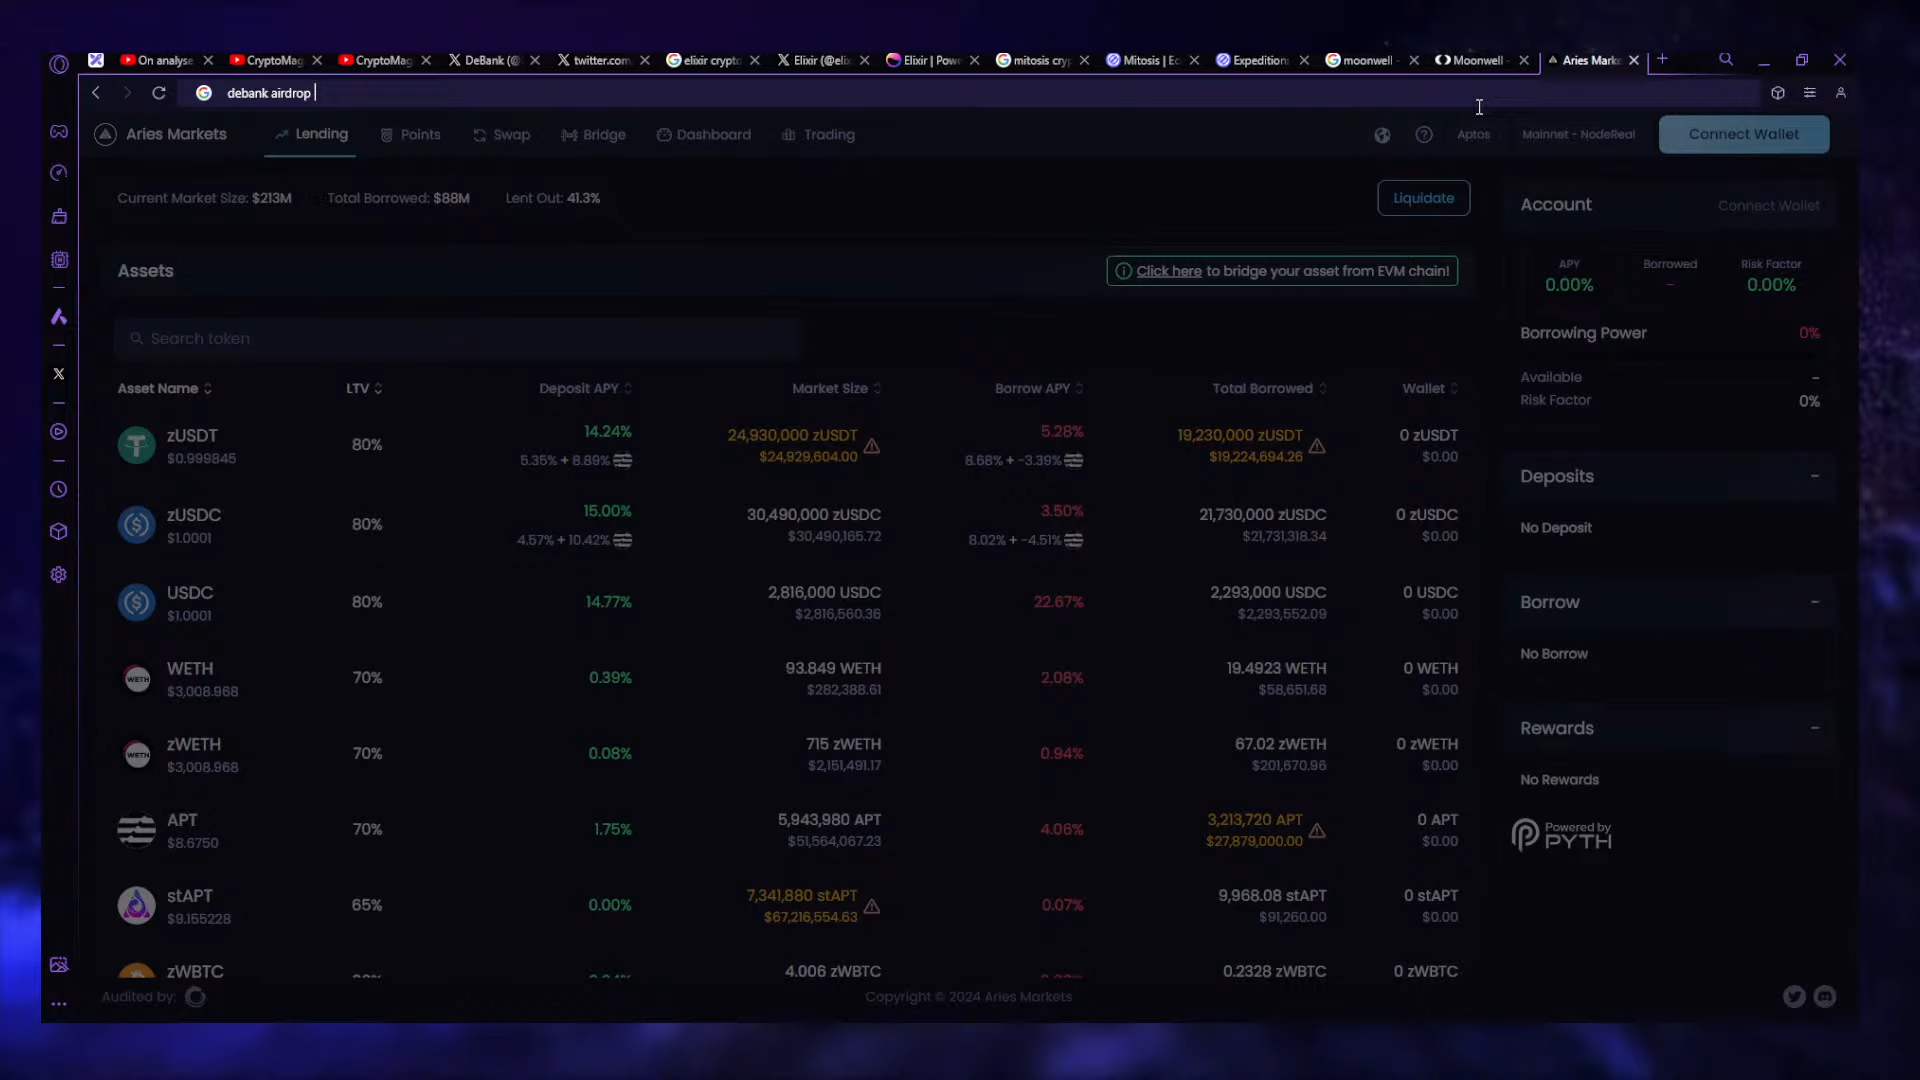 On analyse
CryptoMag
CryptoMag
DeBank (@
twitter.com
elixir crypto
Elixir (@eli
Elixir | Powe
mitosis cryp
Mitosis | Ec
Expedition
moonwell -
Moonwell -
Aries Marke
debank airdrop
Aries Markets
Lending
Points
Swap
Bridge
Dashboard
Trading
Aptos
Mainnet - NodeReal
Connect Wallet
Current Market Size: $213M
Total Borrowed: $88M
Lent Out: 41.3%
Liquidate
Account
Connect Wallet
Assets
Click here to bridge your asset from EVM chain!
APY
Borrowed
Risk Factor
0.00%
–
0.00%
Borrowing Power
0%
Search token
Available
–
Risk Factor
0%
Asset Name
LTV
Deposit APY
Market Size
Borrow APY
Total Borrowed
Wallet
zUSDT
$0.999845
80%
14.24%
5.35% + 8.89%
24,930,000 zUSDT
$24,929,604.00
5.28%
8.68% + -3.39%
19,230,000 zUSDT
$19,224,694.26
0 zUSDT
$0.00
Deposits
–
No Deposit
zUSDC
$1.0001
80%
15.00%
4.57% + 10.42%
30,490,000 zUSDC
$30,490,165.72
3.50%
8.02% + -4.51%
21,730,000 zUSDC
$21,731,318.34
0 zUSDC
$0.00
USDC
$1.0001
80%
14.77%
2,816,000 USDC
$2,816,560.36
22.67%
2,293,000 USDC
$2,293,552.09
0 USDC
$0.00
Borrow
–
No Borrow
WETH
WETH
$3,008.968
70%
0.39%
93.849 WETH
$282,388.61
2.08%
19.4923 WETH
$58,651.68
0 WETH
$0.00
Rewards
–
No Rewards
WETH
zWETH
$3,008.968
70%
0.08%
715 zWETH
$2,151,491.17
0.94%
67.02 zWETH
$201,670.96
0 zWETH
$0.00
APT
$8.6750
70%
1.75%
5,943,980 APT
$51,564,067.23
4.06%
3,213,720 APT
$27,879,000.00
0 APT
$0.00
Powered by
PYTH
stAPT
$9.155228
65%
0.00%
7,341,880 stAPT
$67,216,554.63
0.07%
9,968.08 stAPT
$91,260.00
0 stAPT
$0.00
zWBTC
4.006 zWBTC
0.2328 zWBTC
0 zWBTC
Audited by:
Copyright © 2024 Aries Markets